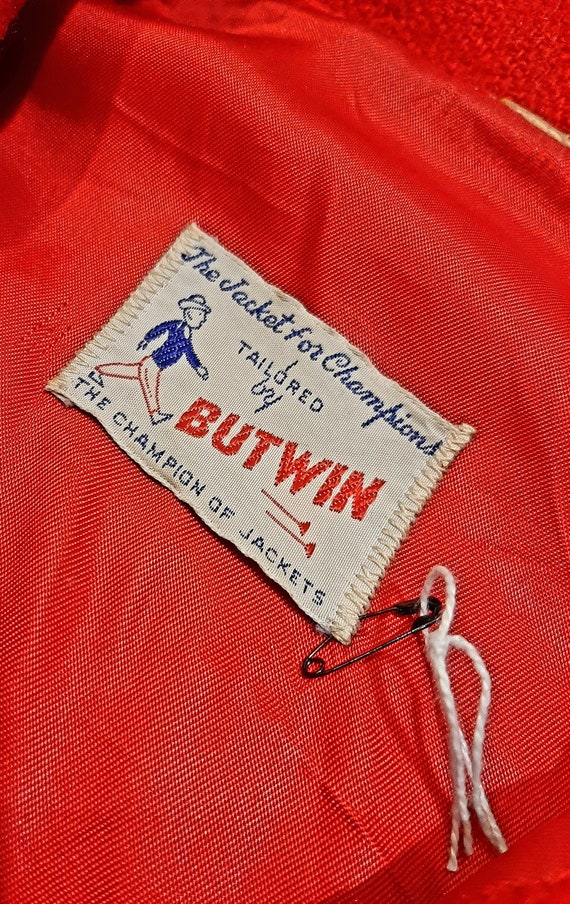 The Jacket for Champions
TAILORED
by
BUTWIN
THE CHAMPION OF JACKETS